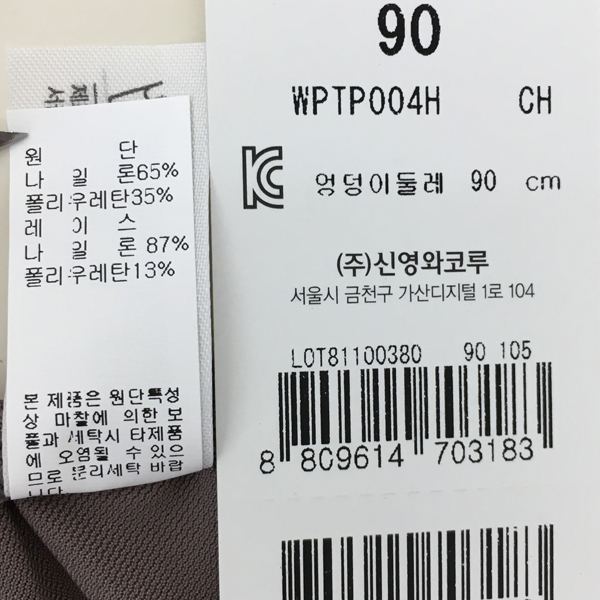 원 단
나 일 론65%
폴리우레탄35%
레 이 스
나 일 론 87%
폴리우레탄13%
본 제품은 원단특성
상 마찰에 의한 보
풀과 세탁시 타제품
에 오염될 수 있으
므로 분리세탁 바랍
니다
90
WPTP004H CH
엉덩이둘레 90 cm
(주)신영와코루
서울시 금천구 가산디지털 1로 104
LOT81100380 90 105
8 809614 703183